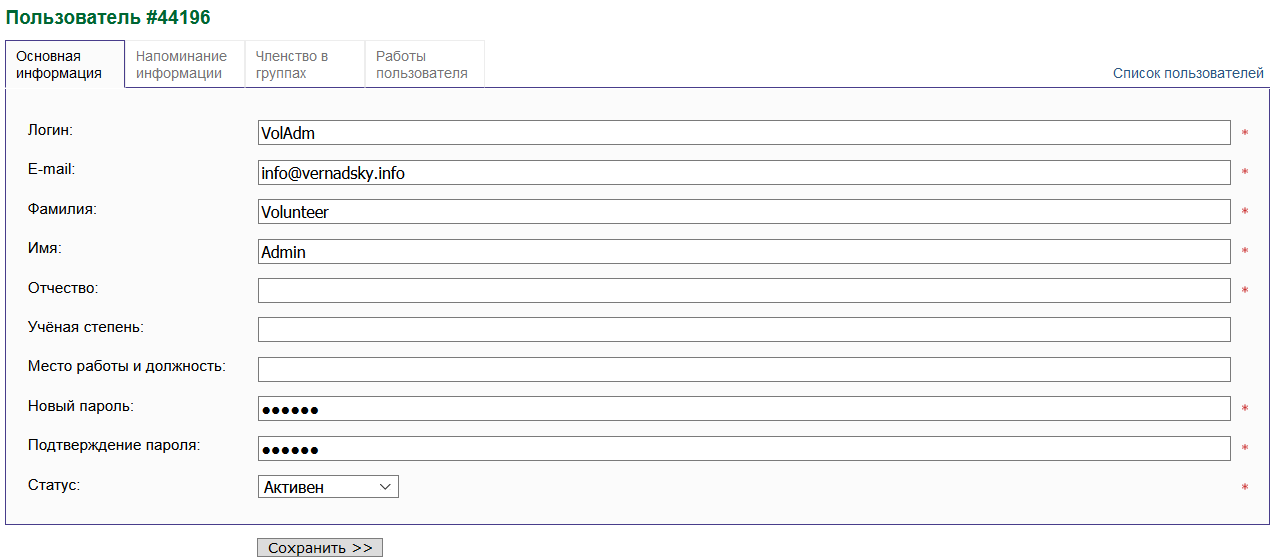 Пользователь #44196
Основная
информация
Напоминание
информации
Членство в
группах
Работы
пользователя
Список пользователей
Логин:
VolAdm
*
E-mail:
info@vernadsky.info
*
Фамилия:
Volunteer
*
Имя:
Admin
*
Отчество:
*
Учёная степень:
Место работы и должность:
Новый пароль:
●●●●●●
*
Подтверждение пароля:
●●●●●●
*
Статус:
Активен
*
Сохранить >>